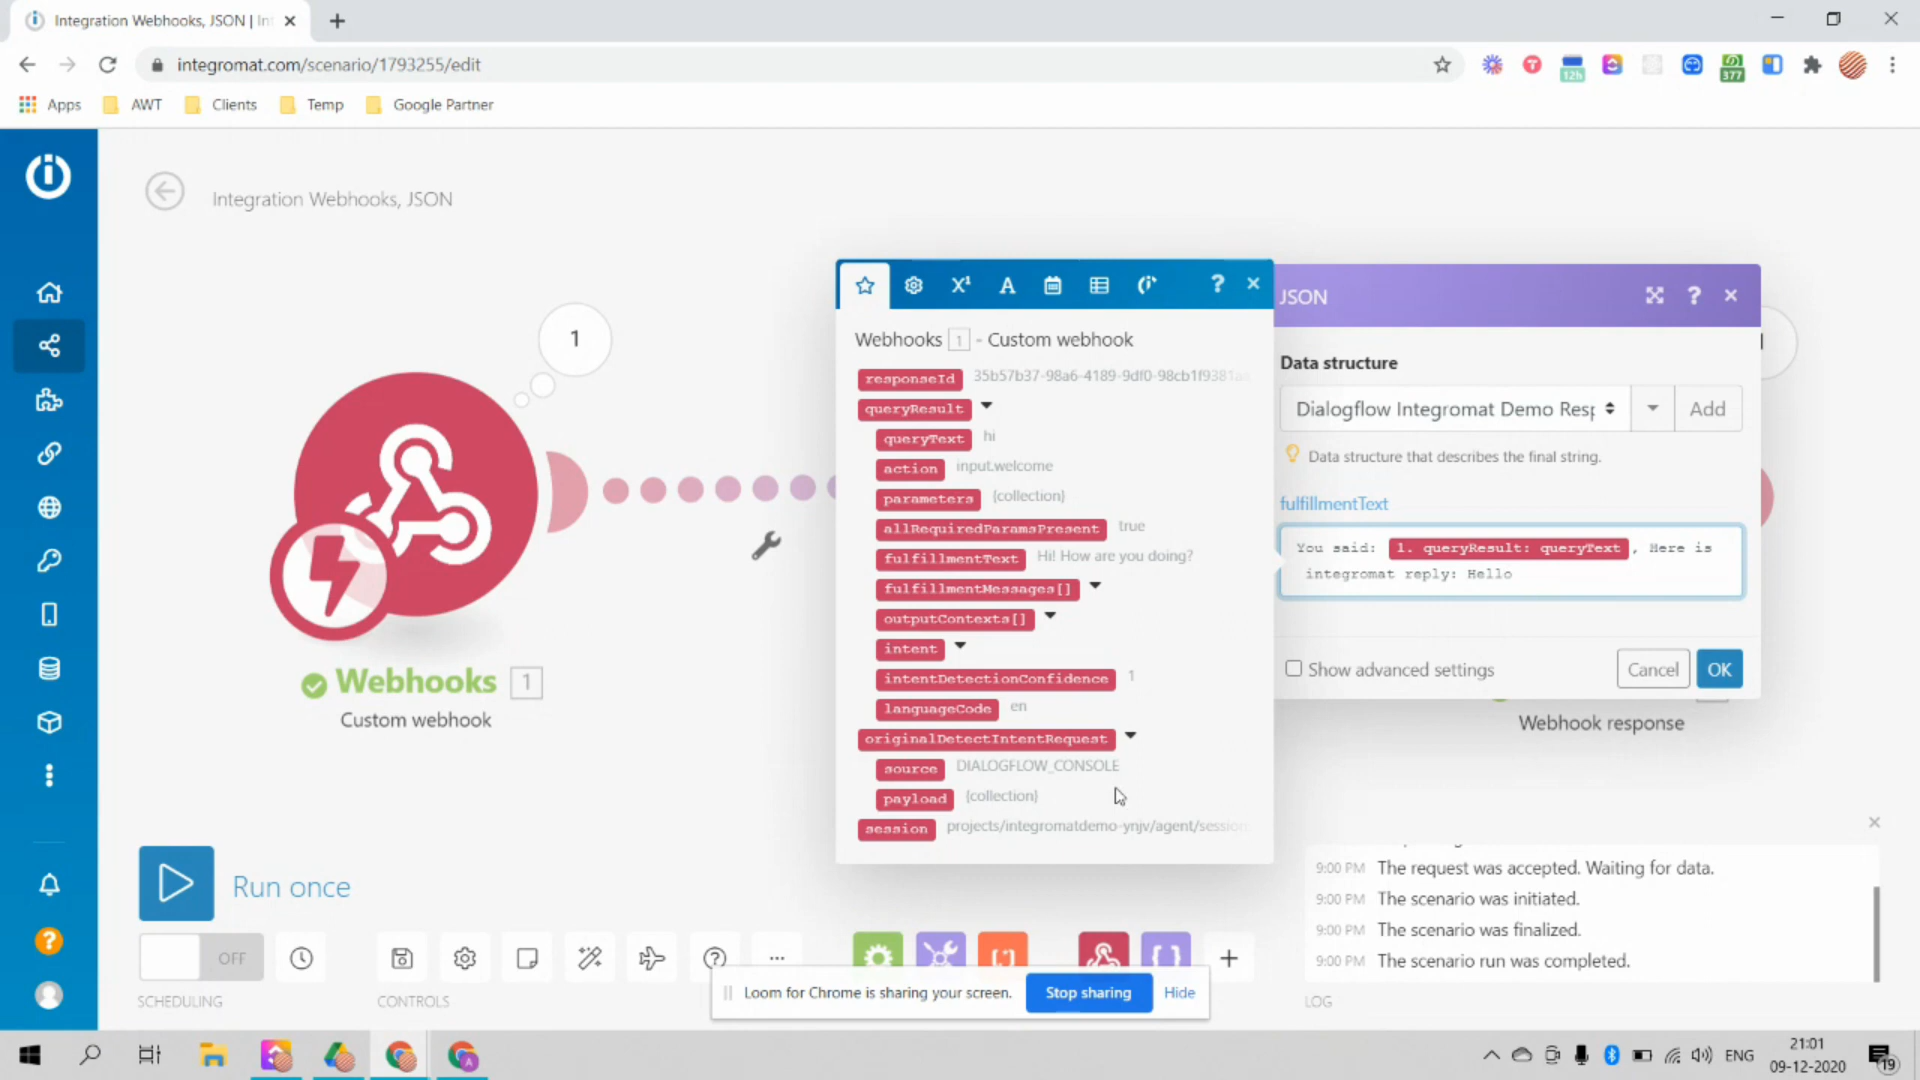 Integration Webhooks, JSON | Int
integromat.com/scenario/1793255/edit
12h
377
Apps
AWT
Clients
Temp
Google Partner
Integration Webhooks, JSON
1
Webhooks 1
Custom webhook
Webhooks 1 - Custom webhook
responseId 35b57b37-98a6-4189-9df0-98cb1f9381a
queryResult
queryText hi
action input.welcome
parameters (collection)
allRequiredParamsPresent true
fulfillmentText Hi! How are you doing?
fulfillmentMessages[]
outputContexts[]
intent
intentDetectionConfidence 1
languageCode en
originalDetectIntentRequest
source DIALOGFLOW_CONSOLE
payload (collection)
session projects/integromatdemo-ynjv/agent/session
JSON
Data structure
Dialogflow Integromat Demo Resp
Add
Data structure that describes the final string.
fulfillmentText
You said: 1. queryResult: queryText , Here is
integromat reply: Hello
Show advanced settings
Cancel
OK
Webhook response
Run once
OFF
SCHEDULING
CONTROLS
9:00 PM The request was accepted. Waiting for data.
9:00 PM The scenario was initiated.
9:00 PM The scenario was finalized.
9:00 PM The scenario run was completed.
LOG
Loom for Chrome is sharing your screen.
Stop sharing
Hide
ENG
21:01
09-12-2020
19